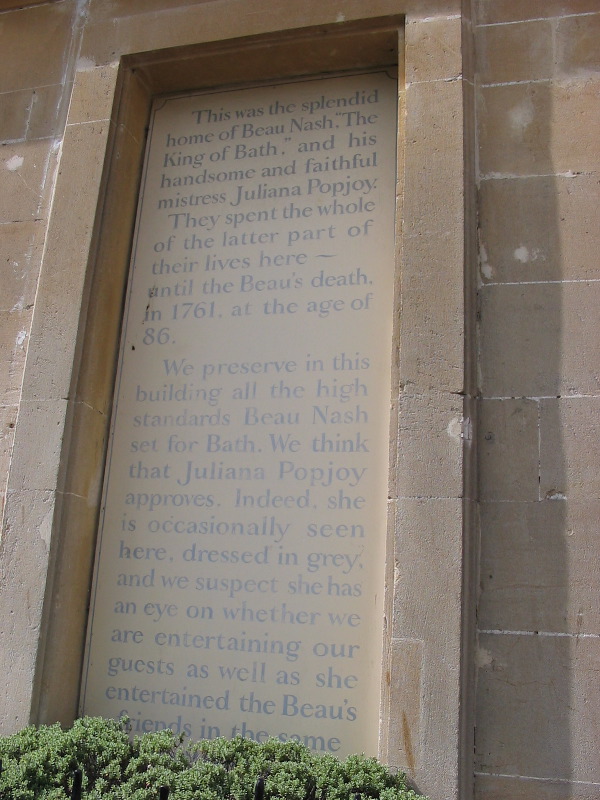 This was the splendid
home of Beau Nash, "The
King of Bath," and his
handsome and faithful
mistress Juliana Popjoy.
They spent the whole
of the latter part of
their lives here —
until the Beau's death,
in 1761, at the age of
86.
We preserve in this
building all the high
standards Beau Nash
set for Bath. We think
that Juliana Popjoy
approves. Indeed, she
is occasionally seen
here, dressed in grey,
and we suspect she has
an eye on whether we
are entertaining our
guests as well as she
entertained the Beau's
friends in the same